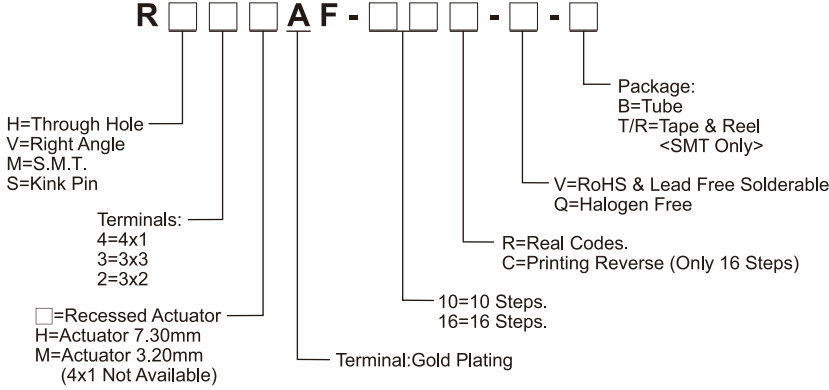 R □ □ □ A F - □ □ □ - □ - □
Package:
B=Tube
T/R=Tape & Reel
<SMT Only>
H=Through Hole
V=Right Angle
M=S.M.T.
S=Kink Pin
V=RoHS & Lead Free Solderable
Q=Halogen Free
Terminals:
4=4x1
3=3x3
2=3x2
R=Real Codes.
C=Printing Reverse (Only 16 Steps)
10=10 Steps.
16=16 Steps.
□=Recessed Actuator
H=Actuator 7.30mm
M=Actuator 3.20mm
(4x1 Not Available)
Terminal:Gold Plating